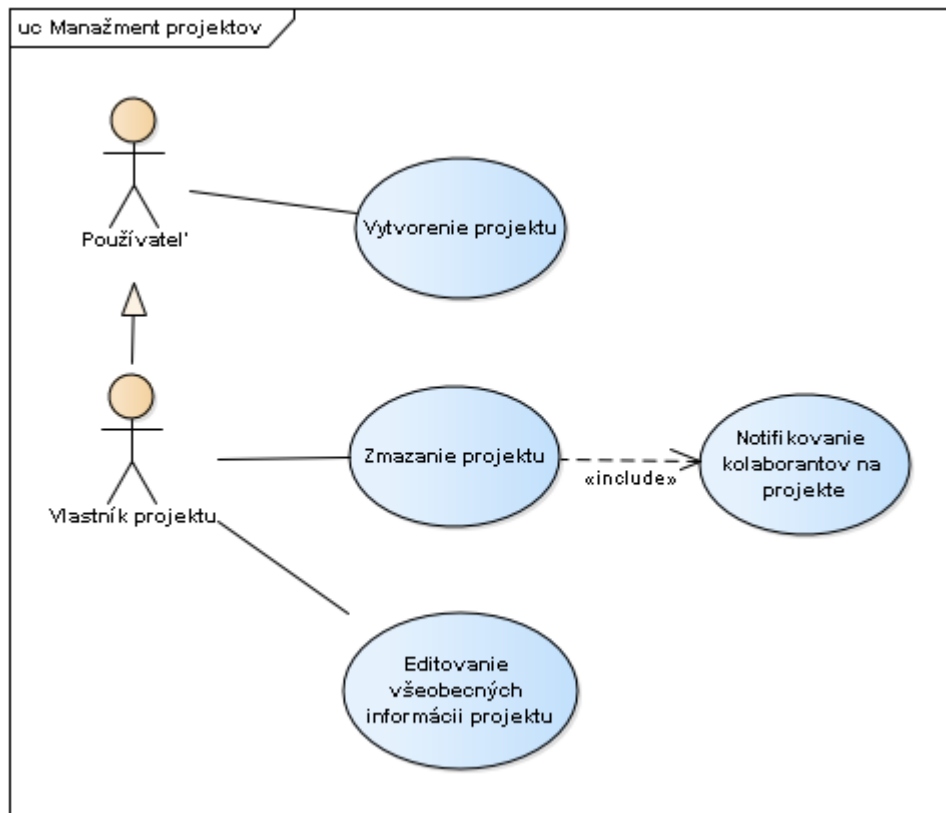 uc Manažment projektov
Používateľ
Vytvorenie projektu
Vlastník projektu
Zmazanie projektu
«include»
Notifikovanie
kolaborantov na
projekte
Editovanie
všeobecných
informácii projektu